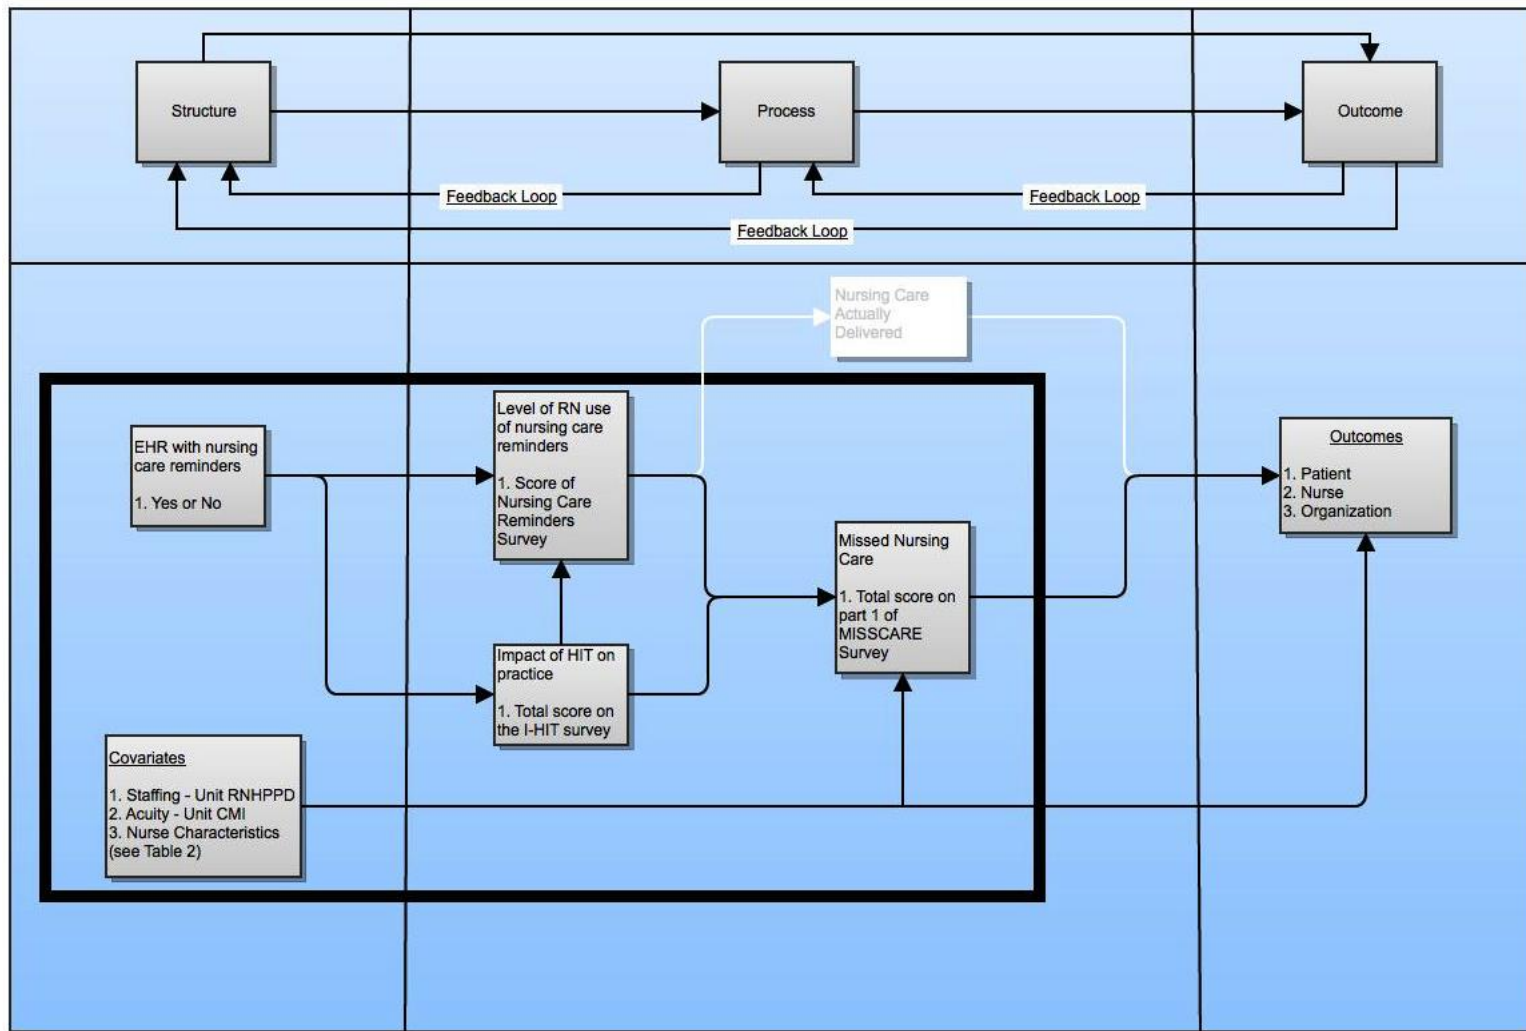 Structure
Process
Outcome
Feedback Loop
Feedback Loop
Feedback Loop
Nursing Care
Actually
Delivered
EHR with nursing
care reminders
1. Yes or No
Level of RN use
of nursing care
reminders
1. Score of
Nursing Care
Reminders
Survey
Impact of HIT on
practice
1. Total score on
the I-HIT survey
Missed Nursing
Care
1. Total score on
part 1 of
MISSCARE
Survey
Outcomes
1. Patient
2. Nurse
3. Organization
Covariates
1. Staffing - Unit RNHPPD
2. Acuity - Unit CMI
3. Nurse Characteristics
(see Table 2)